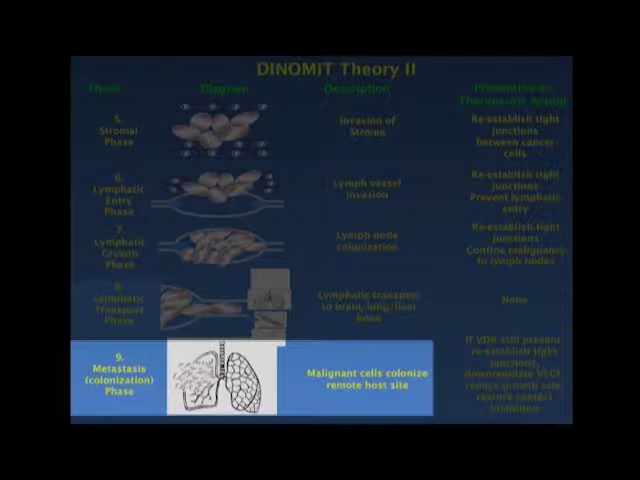 DINOMIT Theory II
Phase
Diagram
Description
Preventive or
Therapeutic Action
5.
Stromal
Phase
Invasion of
Stroma
Re-establish tight
junctions
between cancer
cells
6.
Lymphatic
Entry
Phase
Lymph vessel
invasion
Re-establish tight
junctions
Prevent lymphatic
entry
7.
Lymphatic
Growth
Phase
Lymph node
colonization
Re-establish tight
junctions
Confine malignancy
to lymph nodes
8.
Lymphatic
Transport
Phase
Lymphatic transport
to brain, lung, liver
bone
None
9.
Metastasis
(colonization)
Phase
Malignant cells colonize
remote host site
If VDR still present
re-establish tight
junctions,
downregulate VEGF
reduce growth rate
restore contact
inhibition